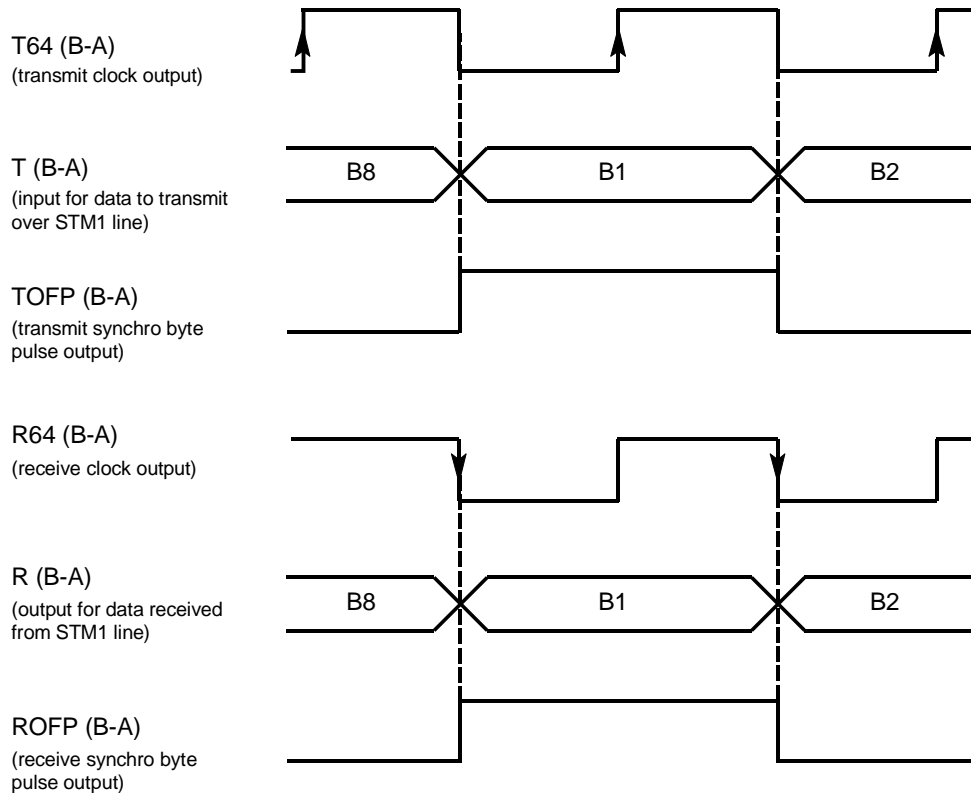 T64 (B-A)
(transmit clock output)
T (B-A)
(input for data to transmit
over STM1 line)
B8
B1
B2
TOFP (B-A)
(transmit synchro byte
pulse output)
R64 (B-A)
(receive clock output)
R (B-A)
(output for data received
from STM1 line)
B8
B1
B2
ROFP (B-A)
(receive synchro byte
pulse output)